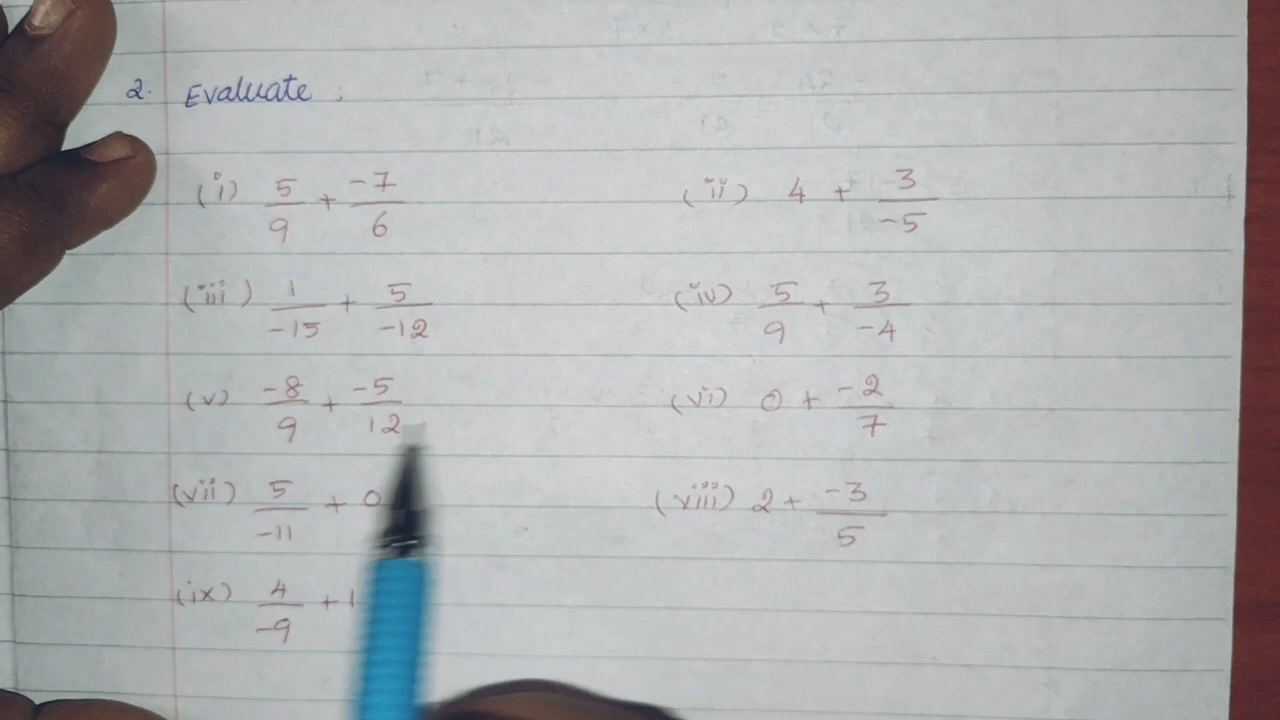 2. Evaluate :
(i) 5/9 + -7/6 (ii) 4 + 3/-5
(iii) 1/-15 + 5/-12 (iv) 5/9 + 3/-4
(v) -8/9 + -5/12 (vi) 0 + -2/7
(vii) 5/-11 + 0 (viii) 2 + -3/5
(ix) 4/-9 + 1